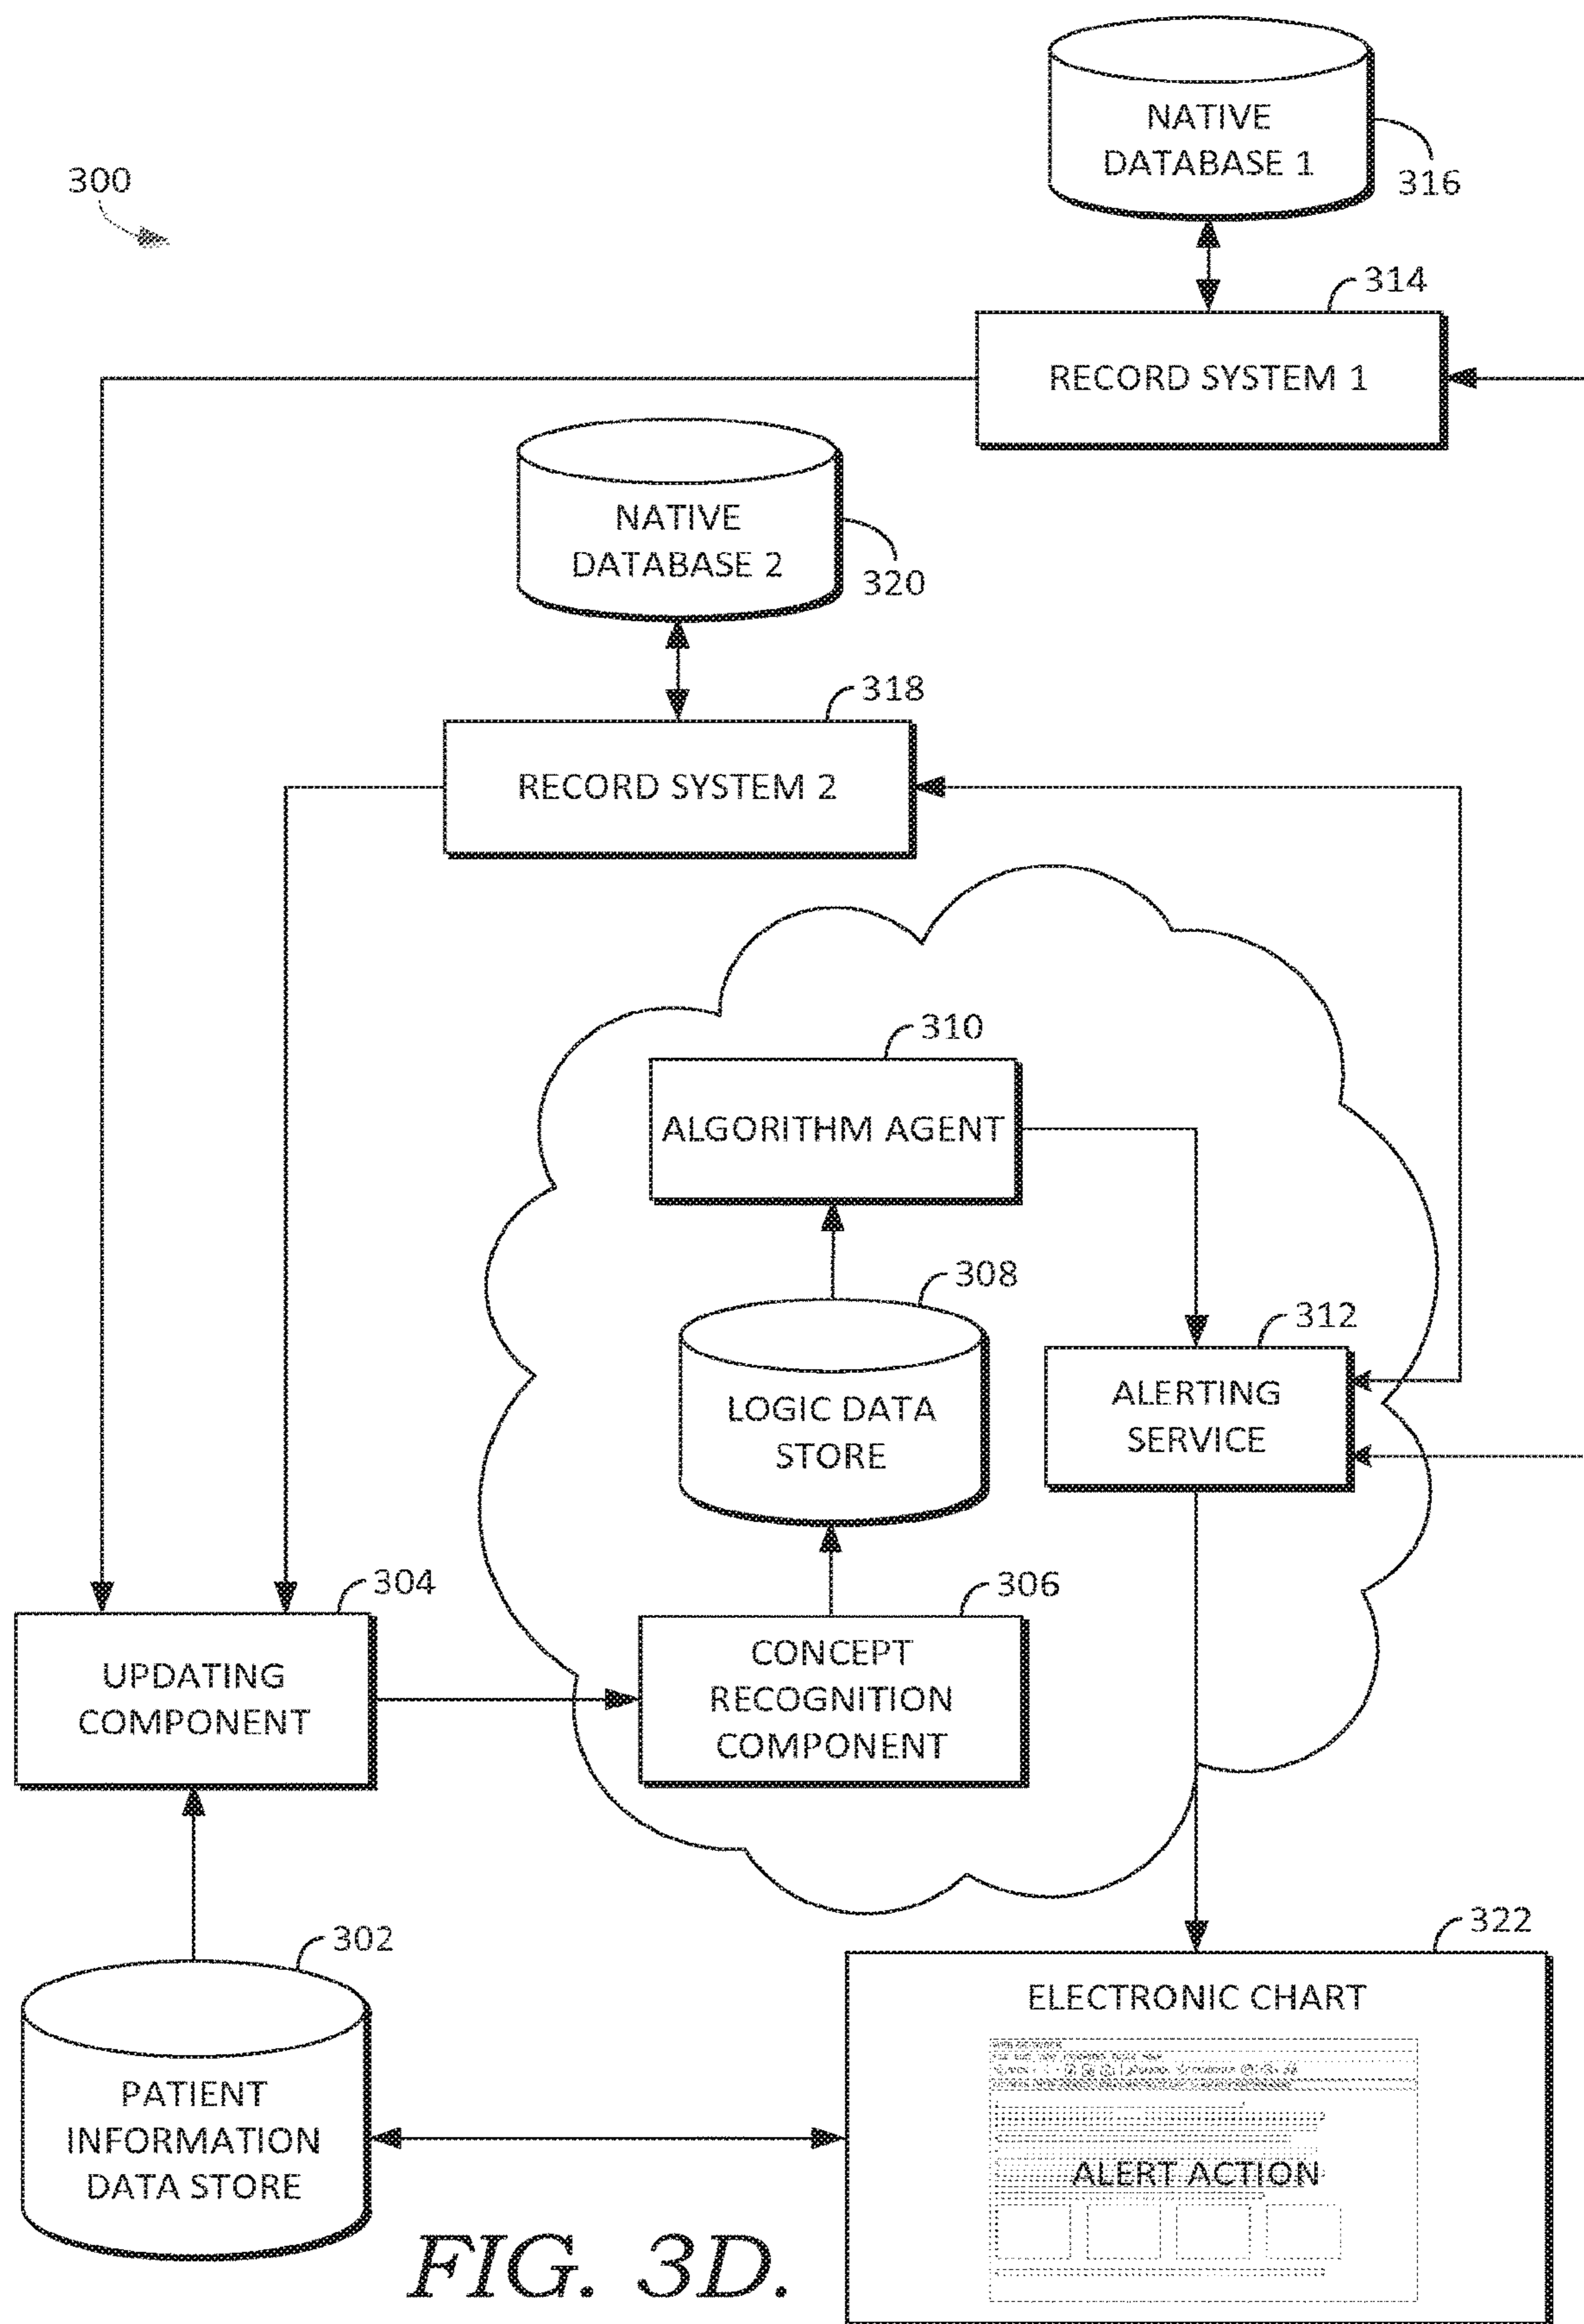 NATIVE
DATABASE 1
316
300
314
RECORD SYSTEM 1
NATIVE
DATABASE 2
320
318
RECORD SYSTEM 2
310
ALGORITHM AGENT
308
LOGIC DATA
STORE
312
ALERTING
SERVICE
304
UPDATING
COMPONENT
306
CONCEPT
RECOGNITION
COMPONENT
302
PATIENT
INFORMATION
DATA STORE
322
ELECTRONIC CHART
ALERT ACTION
FIG. 3D.